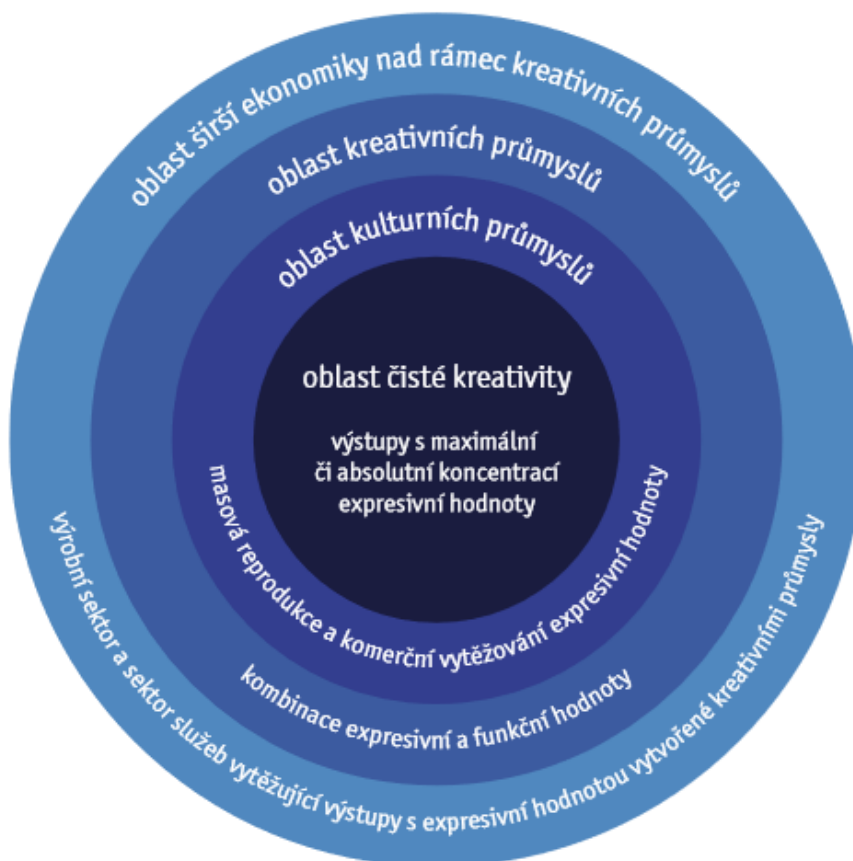 oblast širší ekonomiky nad rámec kreativních průmyslů
oblast kreativních průmyslů
oblast kulturních průmyslů
oblast čisté kreativity
výstupy s maximální
či absolutní koncentrací
expresivní hodnoty
masová reprodukce a komerční vytěžování expresivní hodnoty
kombinace expresivní a funkční hodnoty
výrobní sektor a sektor služeb vytěžující výstupy s expresivní hodnotou vytvořené kreativními průmysly